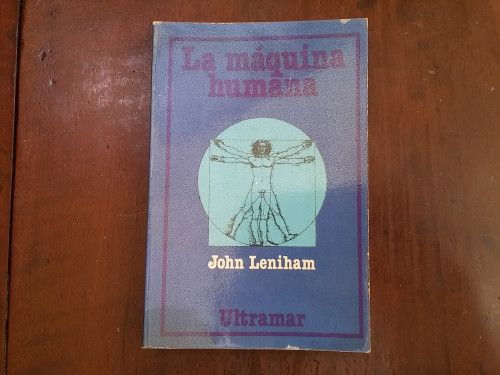 La máquina
humana
John Leniham
Ultramar